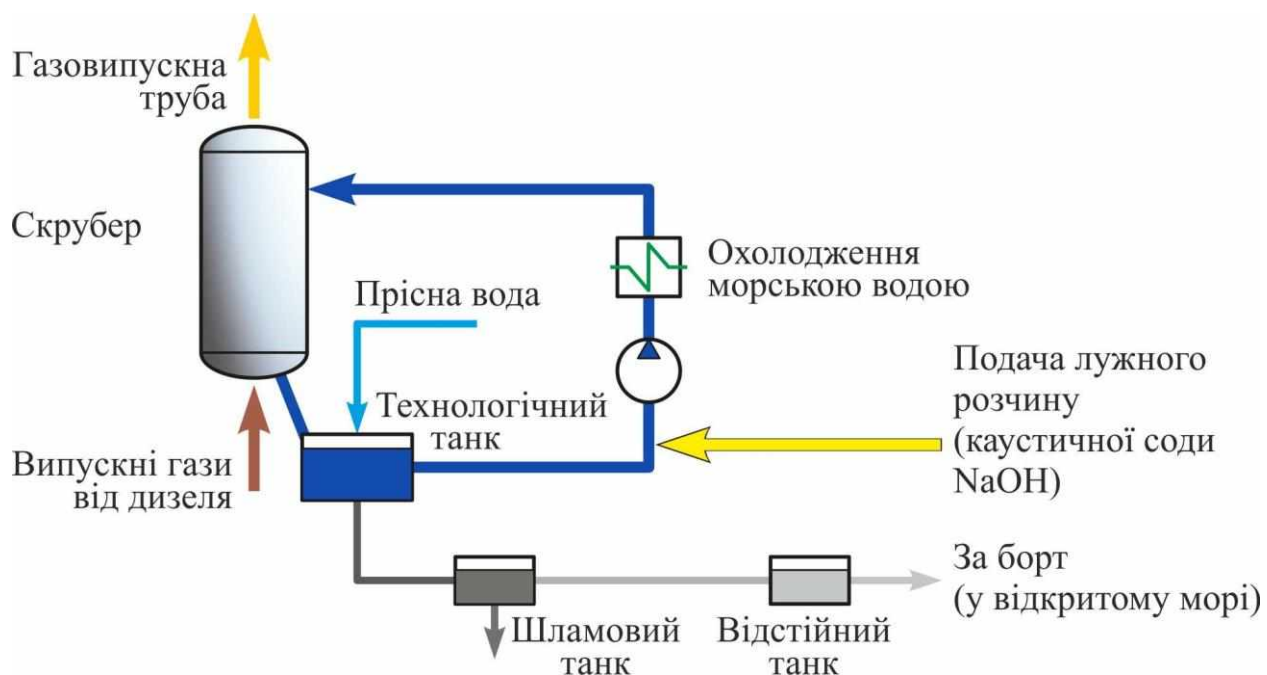 Газовипускна
труба
Скрубер
Охолодження
морською водою
Прісна вода
Подача лужного
розчину
(каустичної соди
NaOH)
Технологічний
танк
Випускні гази
від дизеля
За борт
(у відкритому морі)
Шламовий
танк
Відстійний
танк